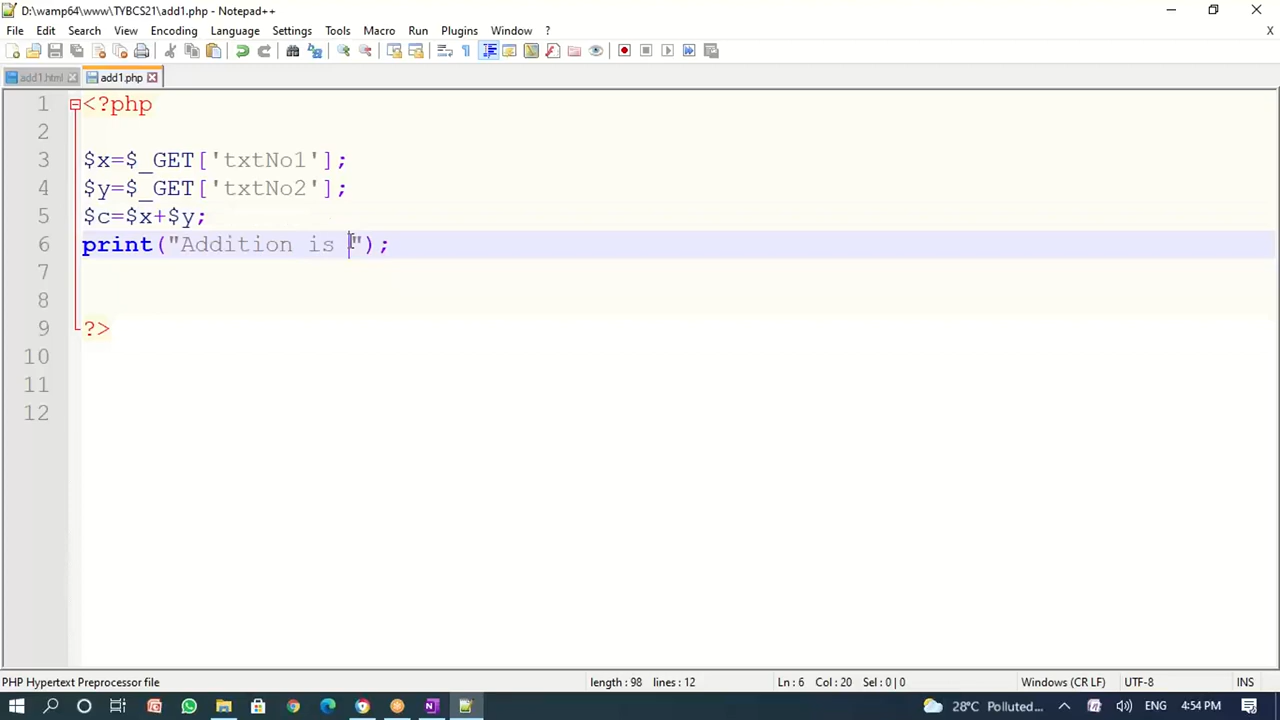 D:\wamp64\www\TYBCS21\add1.php - Notepad++
File Edit Search View Encoding Language Settings Tools Macro Run Plugins Window ? X
add1.html add1.php
1 <?php
2
3 $x=$_GET['txtNo1'];
4 $y=$_GET['txtNo2'];
5 $c=$x+$y;
6 print("Addition is ");
7
8
9 ?>
10
11
12
PHP Hypertext Preprocessor file length : 98 lines : 12 Ln : 6 Col : 20 Sel : 0 | 0 Windows (CR LF) UTF-8 INS
28°C Polluted... ENG 4:54 PM